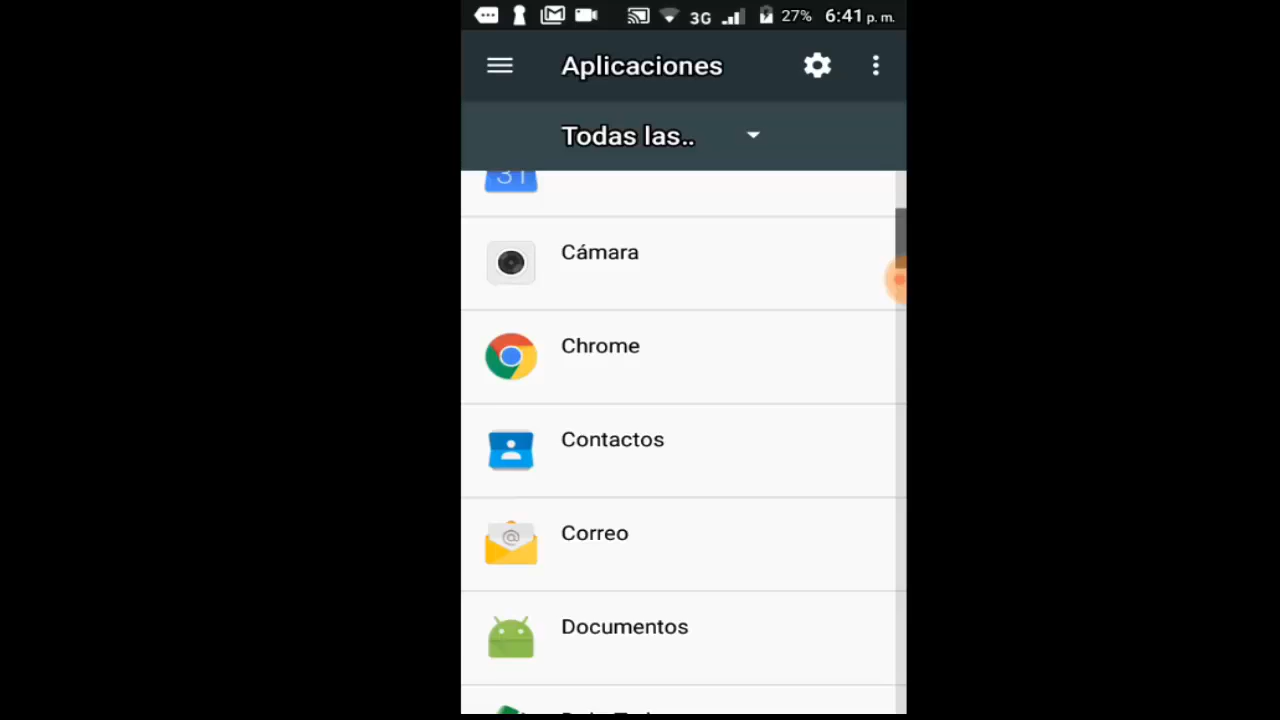 3G 27% 6:41 p. m.
Aplicaciones
Todas las..
31
Cámara
Chrome
Contactos
@
Correo
Documentos